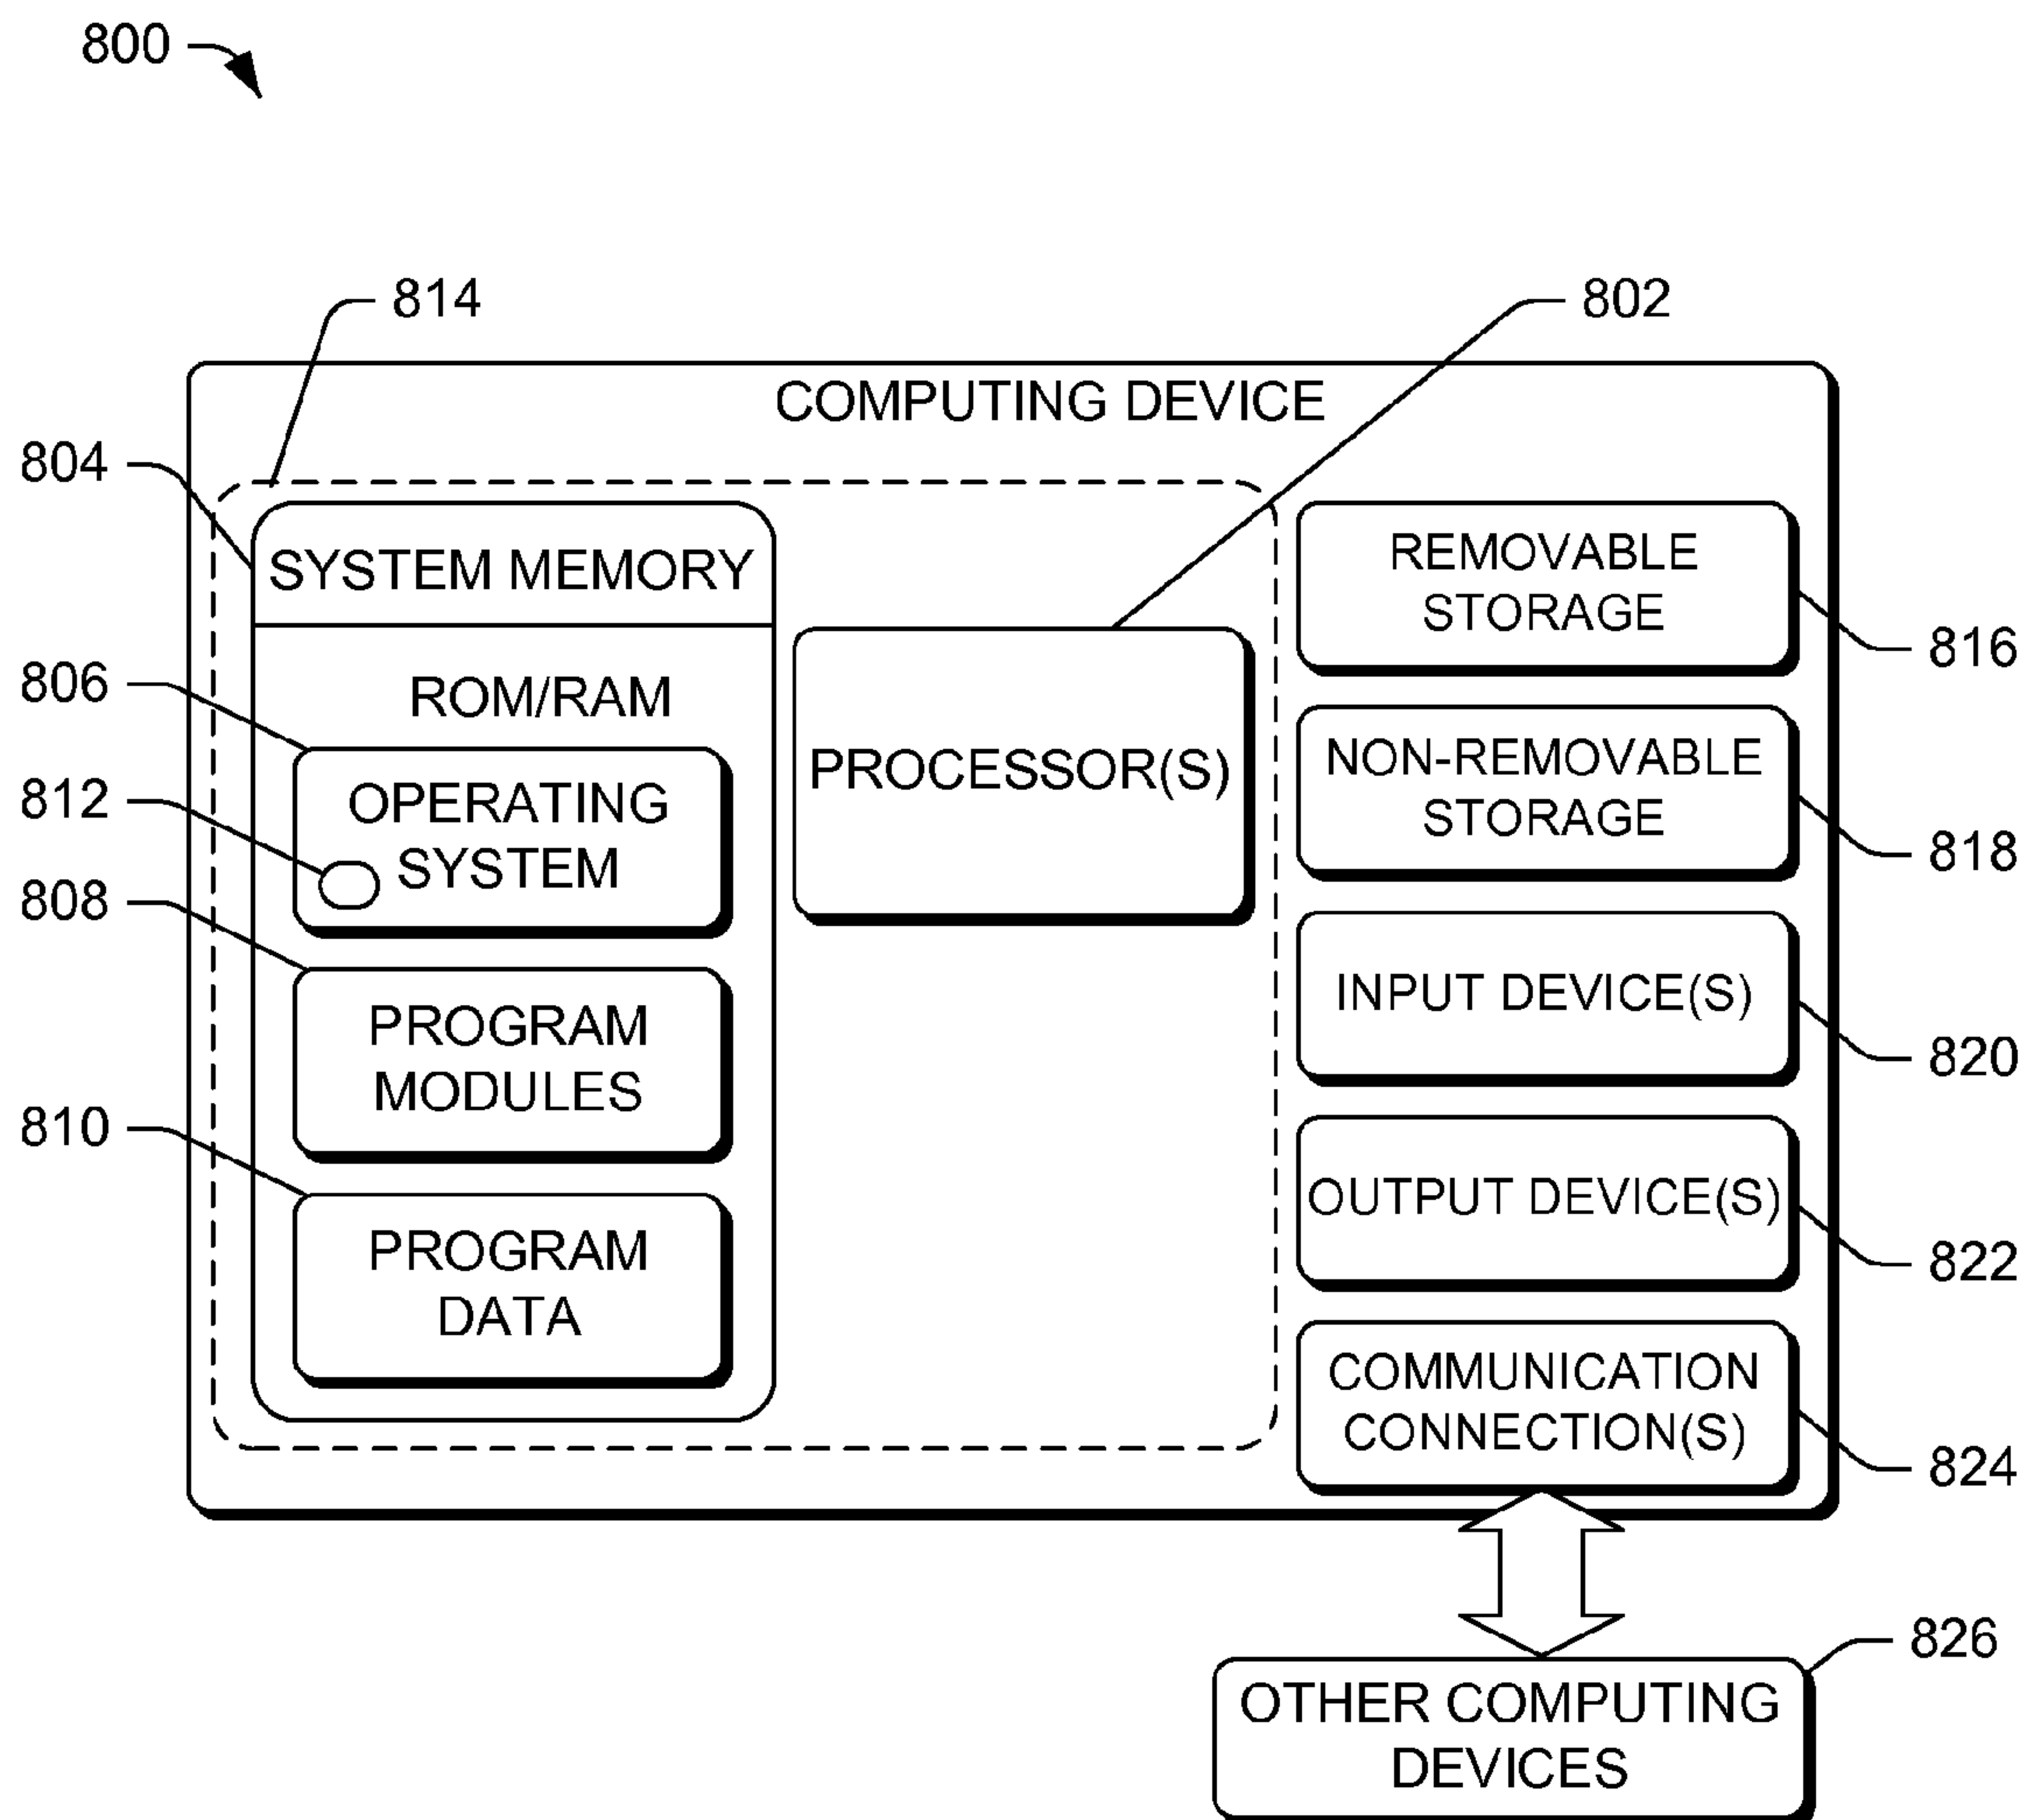 800
814
802
COMPUTING DEVICE
804
SYSTEM MEMORY
ROM/RAM
806
OPERATING
SYSTEM
812
808
PROGRAM
MODULES
810
PROGRAM
DATA
PROCESSOR(S)
REMOVABLE
STORAGE
816
NON-REMOVABLE
STORAGE
818
INPUT DEVICE(S)
820
OUTPUT DEVICE(S)
822
COMMUNICATION
CONNECTION(S)
824
826
OTHER COMPUTING
DEVICES